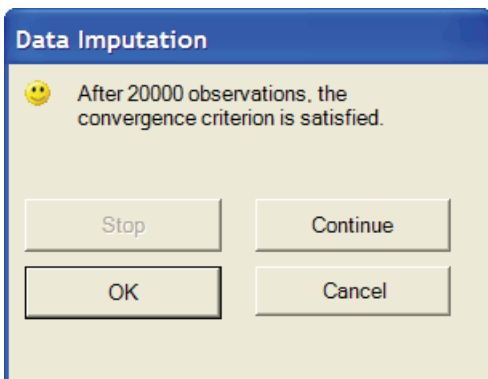 Data Imputation
After 20000 observations, the
convergence criterion is satisfied.
Stop
Continue
OK
Cancel